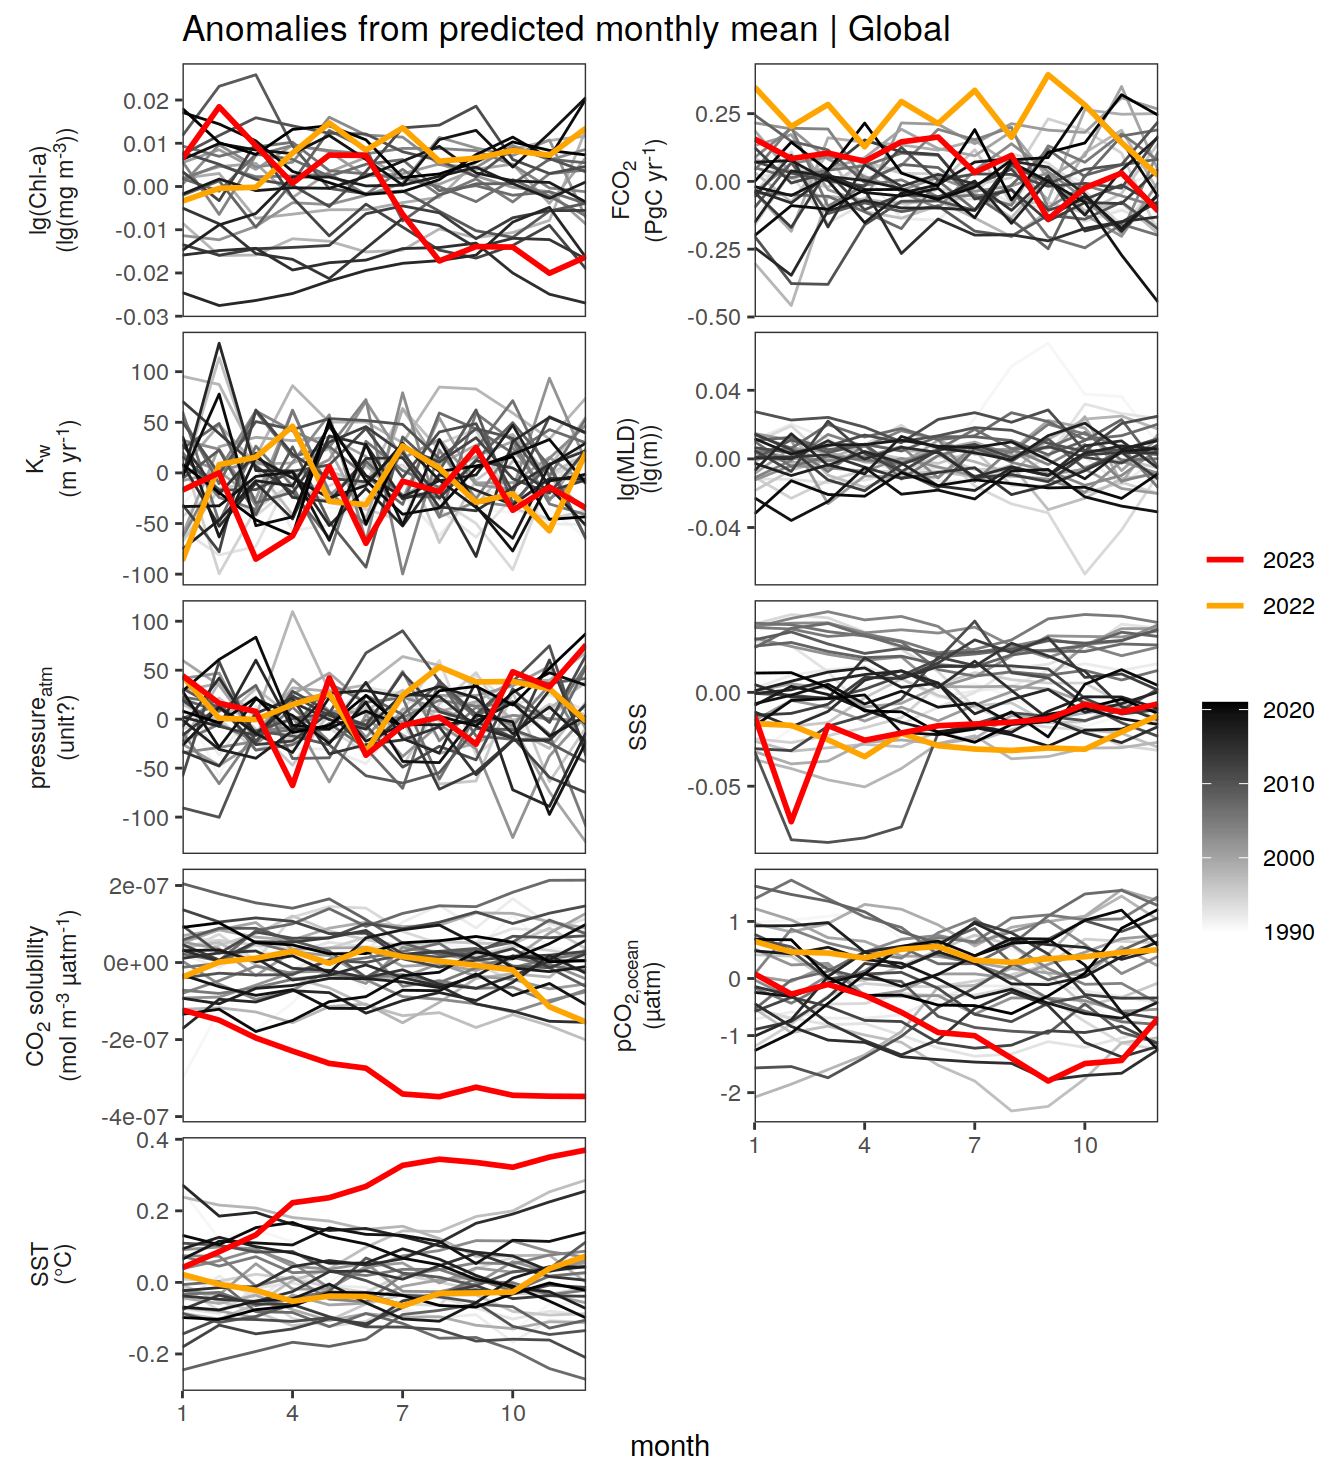 Anomalies from predicted monthly mean | Global
lg(Chl-a)
(lg(mg m⁻³))
0.02
0.01
0.00
-0.01
-0.02
-0.03
FCO₂
(PgC yr⁻¹)
0.25
0.00
-0.25
-0.50
K_w
(m yr⁻¹)
100
50
0
-50
-100
lg(MLD)
(lg(m))
0.04
0.00
-0.04
pressure_atm
(unit?)
100
50
0
-50
-100
SSS
0.00
-0.05
CO₂ solubility
(mol m⁻³ µatm⁻¹)
2e-07
0e+00
-2e-07
-4e-07
pCO₂,ocean
(µatm)
1
0
-1
-2
1 4 7 10
SST
(°C)
0.4
0.2
0.0
-0.2
1 4 7 10
month
2023
2022
2020
2010
2000
1990